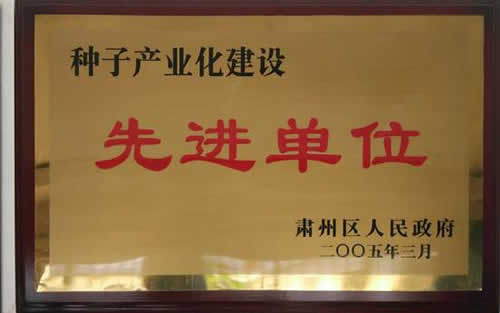 种子产业化建设
先进单位
肃州区人民政府
二〇〇五年三月